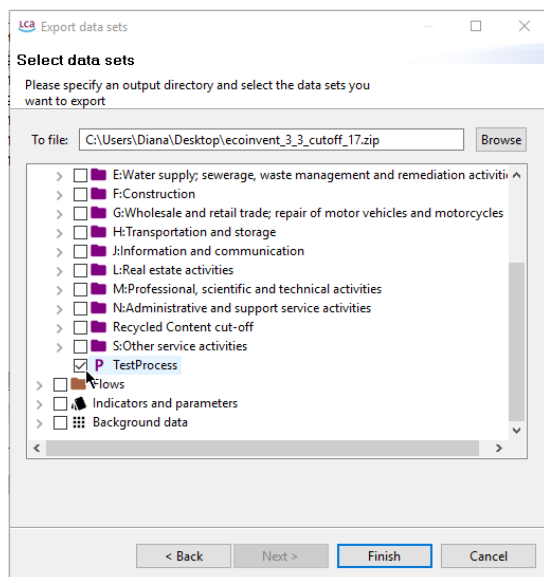 LCA Export data sets
Select data sets
Please specify an output directory and select the data sets you
want to export
To file: C:\Users\Diana\Desktop\ecoinvent_3_3_cutoff_17.zip Browse
E:Water supply; sewerage, waste management and remediation activiti
F:Construction
G:Wholesale and retail trade; repair of motor vehicles and motorcycles
H:Transportation and storage
J:Information and communication
L:Real estate activities
M:Professional, scientific and technical activities
N:Administrative and support service activities
Recycled Content cut-off
S:Other service activities
P TestProcess
Flows
Indicators and parameters
Background data
< Back Next > Finish Cancel